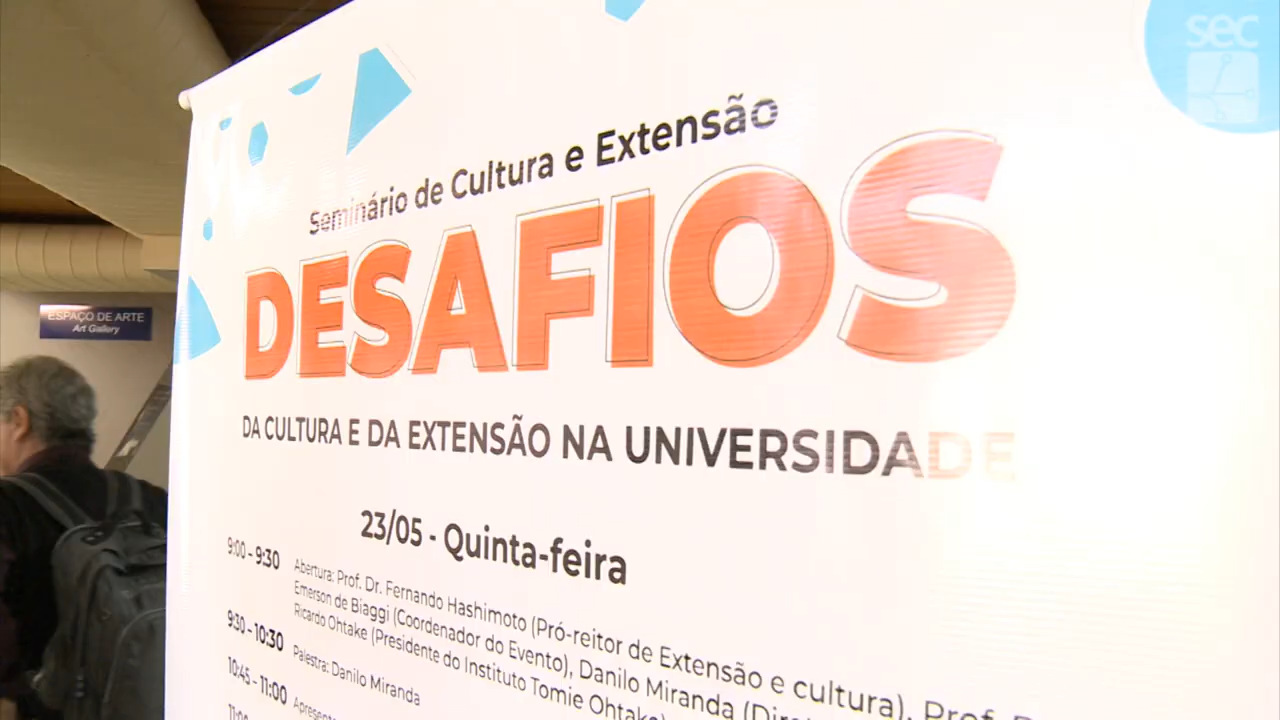 sec
Seminário de Cultura e Extensão
DESAFIOS
DA CULTURA E DA EXTENSÃO NA UNIVERSIDADE
ESPAÇO DE ARTE
Art Gallery
23/05 - Quinta-feira
9:00 - 9:30
Abertura: Prof. Dr. Fernando Hashimoto (Pró-reitor de Extensão e cultura), Prof.
Emerson de Biaggi (Coordenador do Evento), Danilo Miranda
Ricardo Ohtake (Presidente do Instituto Tomie Ohtake)
9:30 - 10:30
Palestra: Danilo Miranda
10:45 - 11:00